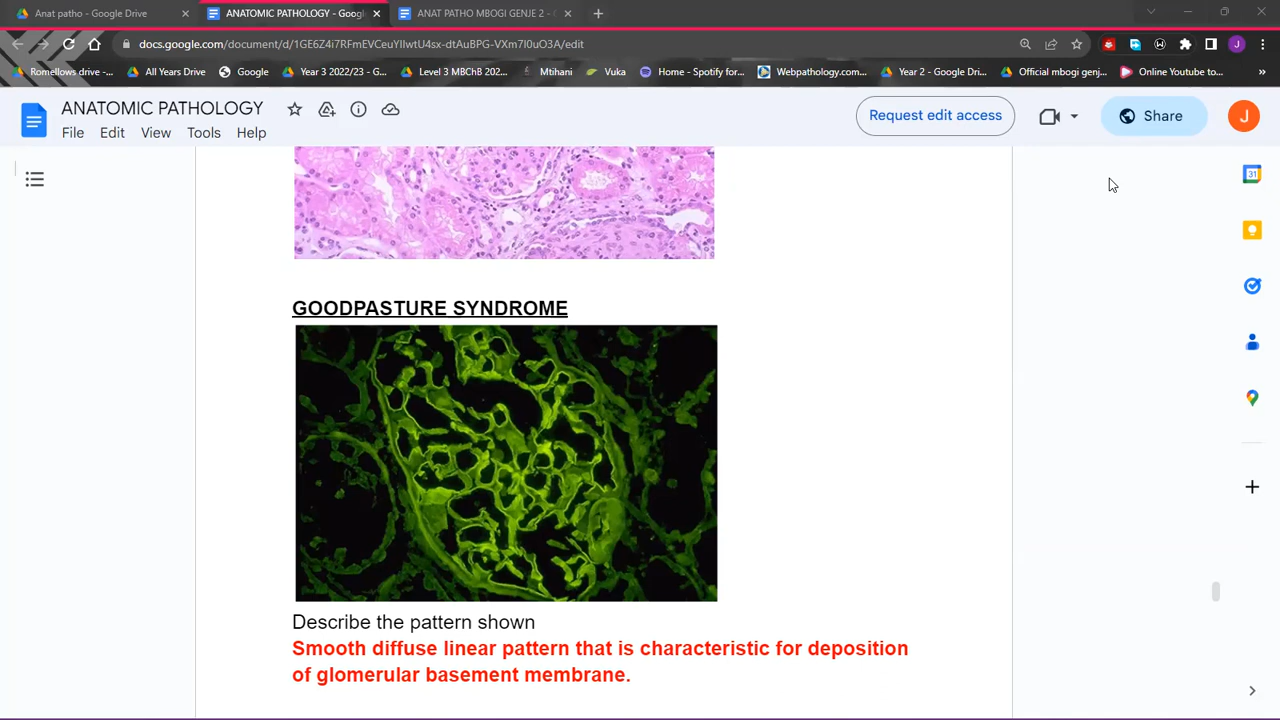 Anat patho - Google Drive
ANATOMIC PATHOLOGY - Goog
ANAT PATHO MBOGI GENJE 2 -
docs.google.com/document/d/1GE6Z4i7RFmEVCeuYIIwtU4sx-dtAuBPG-VXm7I0uO3A/edit
J
Romellows drive -...
All Years Drive
Google
Year 3 2022/23 - G...
Level 3 MBChB 202...
Mtihani
Vuka
Home - Spotify for...
Webpathology.com...
Year 2 - Google Dri...
Official mbogi genj...
Online Youtube to...
ANATOMIC PATHOLOGY
File Edit View Tools Help
Request edit access
Share
J
31
GOODPASTURE SYNDROME
Describe the pattern shown
Smooth diffuse linear pattern that is characteristic for deposition
of glomerular basement membrane.